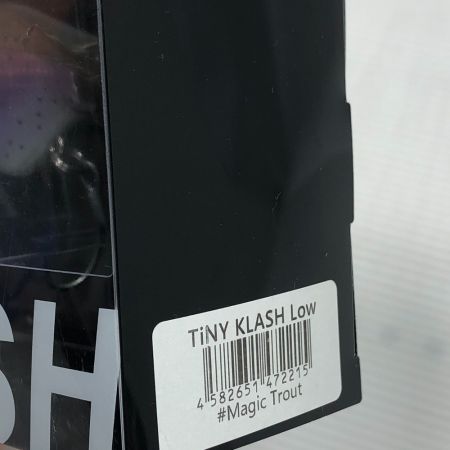 SH
TiNY KLASH Low
4 582651 472215
#Magic Trout